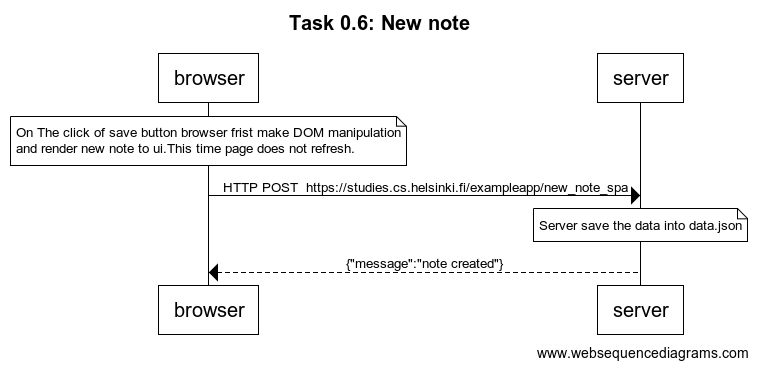 Task 0.6: New note
browser
server
On The click of save button browser frist make DOM manipulation
and render new note to ui.This time page does not refresh.
HTTP POST  https://studies.cs.helsinki.fi/exampleapp/new_note_spa
Server save the data into data.json
{"message":"note created"}
browser
server
www.websequencediagrams.com